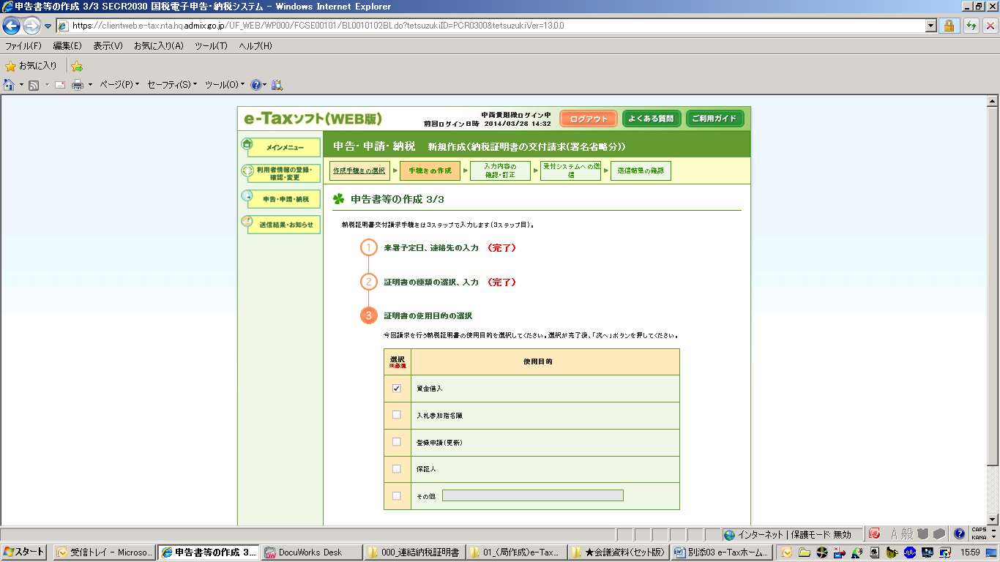 申告書等の作成 3/3 SECR2030 国税電子申告・納税システム - Windows Internet Explorer
https://clientweb.e-tax.nta.hq.admix.go.jp/UF_WEB/WP000/FCSE00101/BL0010102BL.do?tetsuzukiID=PCR0300&tetsuzukiVer=13.0.0
ファイル(F) 編集(E) 表示(V) お気に入り(A) ツール(T) ヘルプ(H)
お気に入り
ページ(P) セーフティ(S) ツール(O)
e-Taxソフト(WEB版)
中西貴則様ログイン中
前回ログイン日時 2014/03/28 14:32
ログアウト よくある質問 ご利用ガイド
メインメニュー
利用者情報の登録・
確認・変更
申告・申請・納税
送信結果・お知らせ
申告・申請・納税 新規作成(納税証明書の交付請求(署名省略分))
作成手続きの選択
手続きの作成
入力内容の
確認・訂正
受付システムへの送
信
送信結果の確認
申告書等の作成 3/3
納税証明書交付請求手続きは3ステップで入力します(3ステップ目)。
1 来署予定日、連絡先の入力 (完了)
2 証明書の種類の選択、入力 (完了)
3 証明書の使用目的の選択
今回請求を行う納税証明書の使用目的を選択してください。選択が完了後、「次へ」ボタンを押してください。
選択
※必須
使用目的
資金借入
入札参加指名願
登録申請(更新)
保証人
その他
インターネット | 保護モード: 無効
A 般
CAPS
KANA
スタート
受信トレイ - Microso...
申告書等の作成 3...
DocuWorks Desk
000_連結納税証明書
01_(局作成)e-Tax...
★会議資料(セット版)
別添03 e-Taxホーム...
15:59